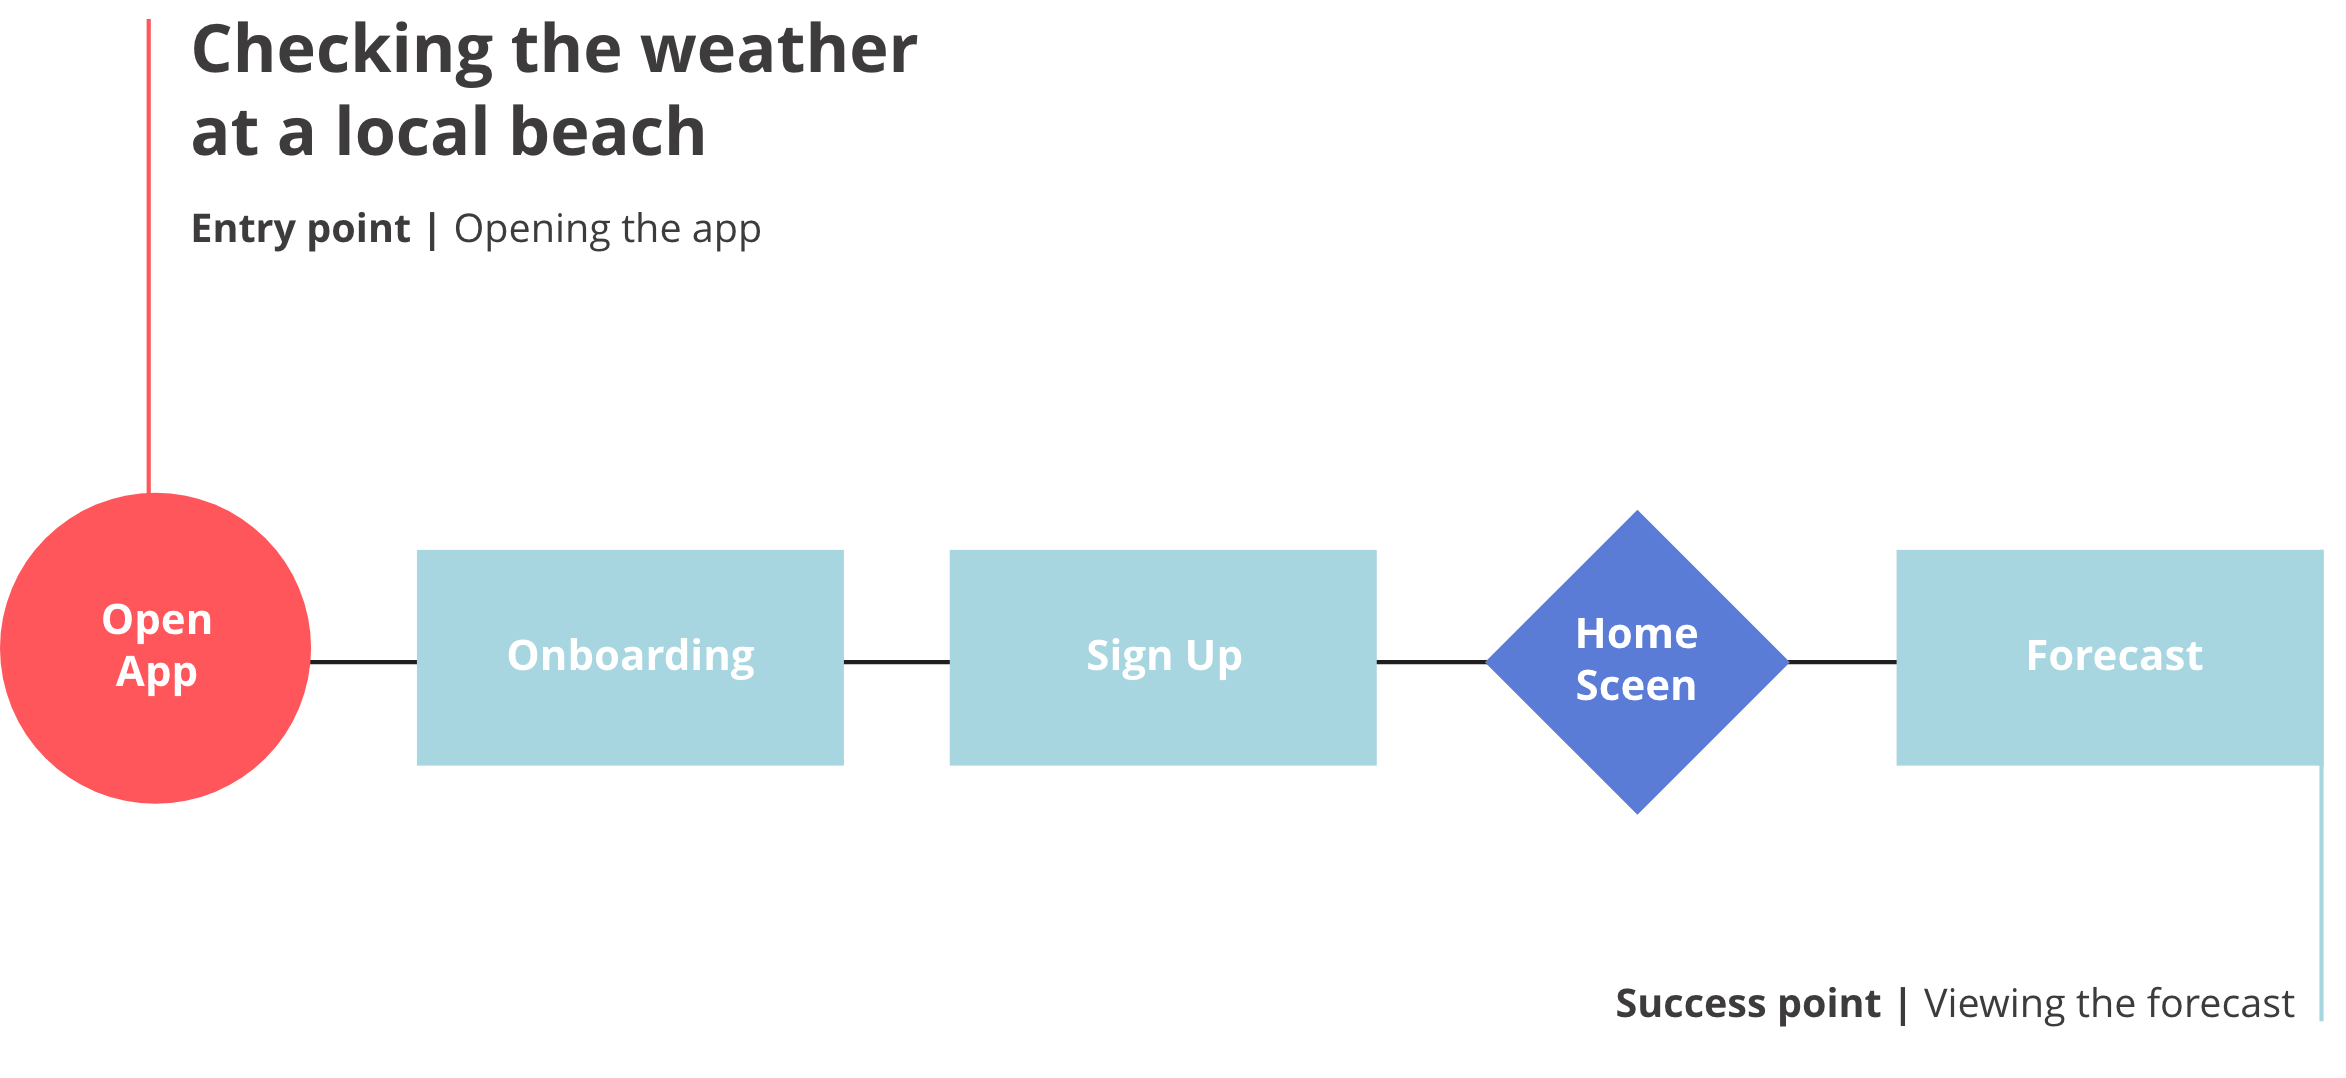 Checking the weather
at a local beach
Entry point | Opening the app
Open
App
Onboarding
Sign Up
Home
Sceen
Forecast
Success point | Viewing the forecast